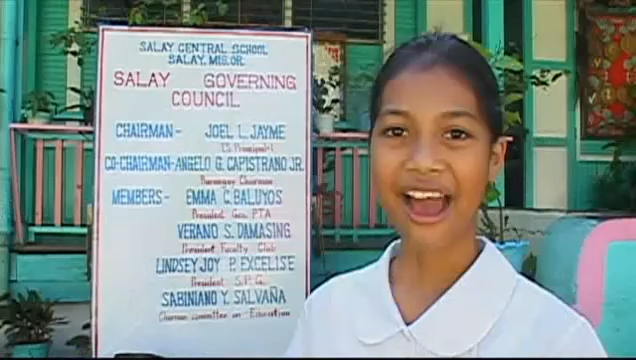 SALAY CENTRAL SCHOOL
SALAY, MIS. OR.
SALAY GOVERNING
COUNCIL
CHAIRMAN- JOEL L. JAYME
ES Principal I
CO-CHAIRMAN-ANGELO G. CAPISTRANO JR.
Barangay Chairman
MEMBERS- EMMA C. BALUYOS
President Gen. PTA
VERANO S. DAMASING
President Faculty Club
LINDSEY JOY P. EXCELISE
President S.P.G.
SABINIANO Y. SALVAÑA
Chairman Committee on Education